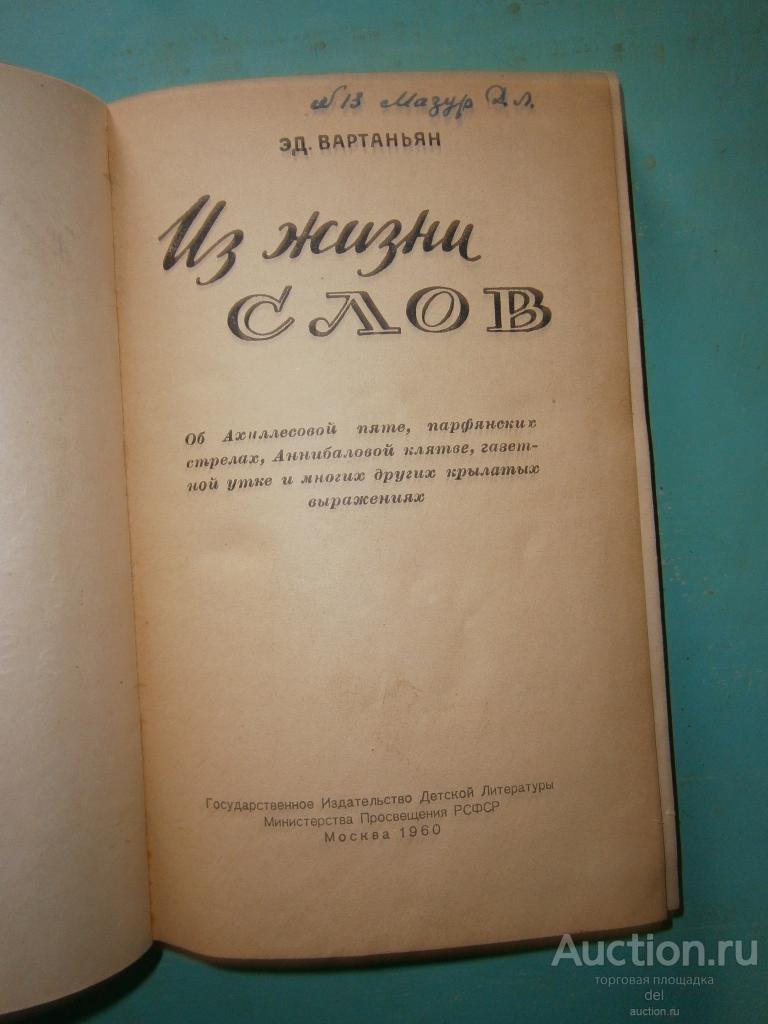 №13 Мазур Д. Л.
ЭД. ВАРТАНЬЯН
Из жизни
СЛОВ
Об Ахиллесовой пяте, парфянских
стрелах, Аннибаловой клятве, газет-
ной утке и многих других крылатых
выражениях
Государственное Издательство Детской Литературы
Министерства Просвещения РСФСР
Москва 1960
Auction.ru
торговая площадка
del
auction.ru